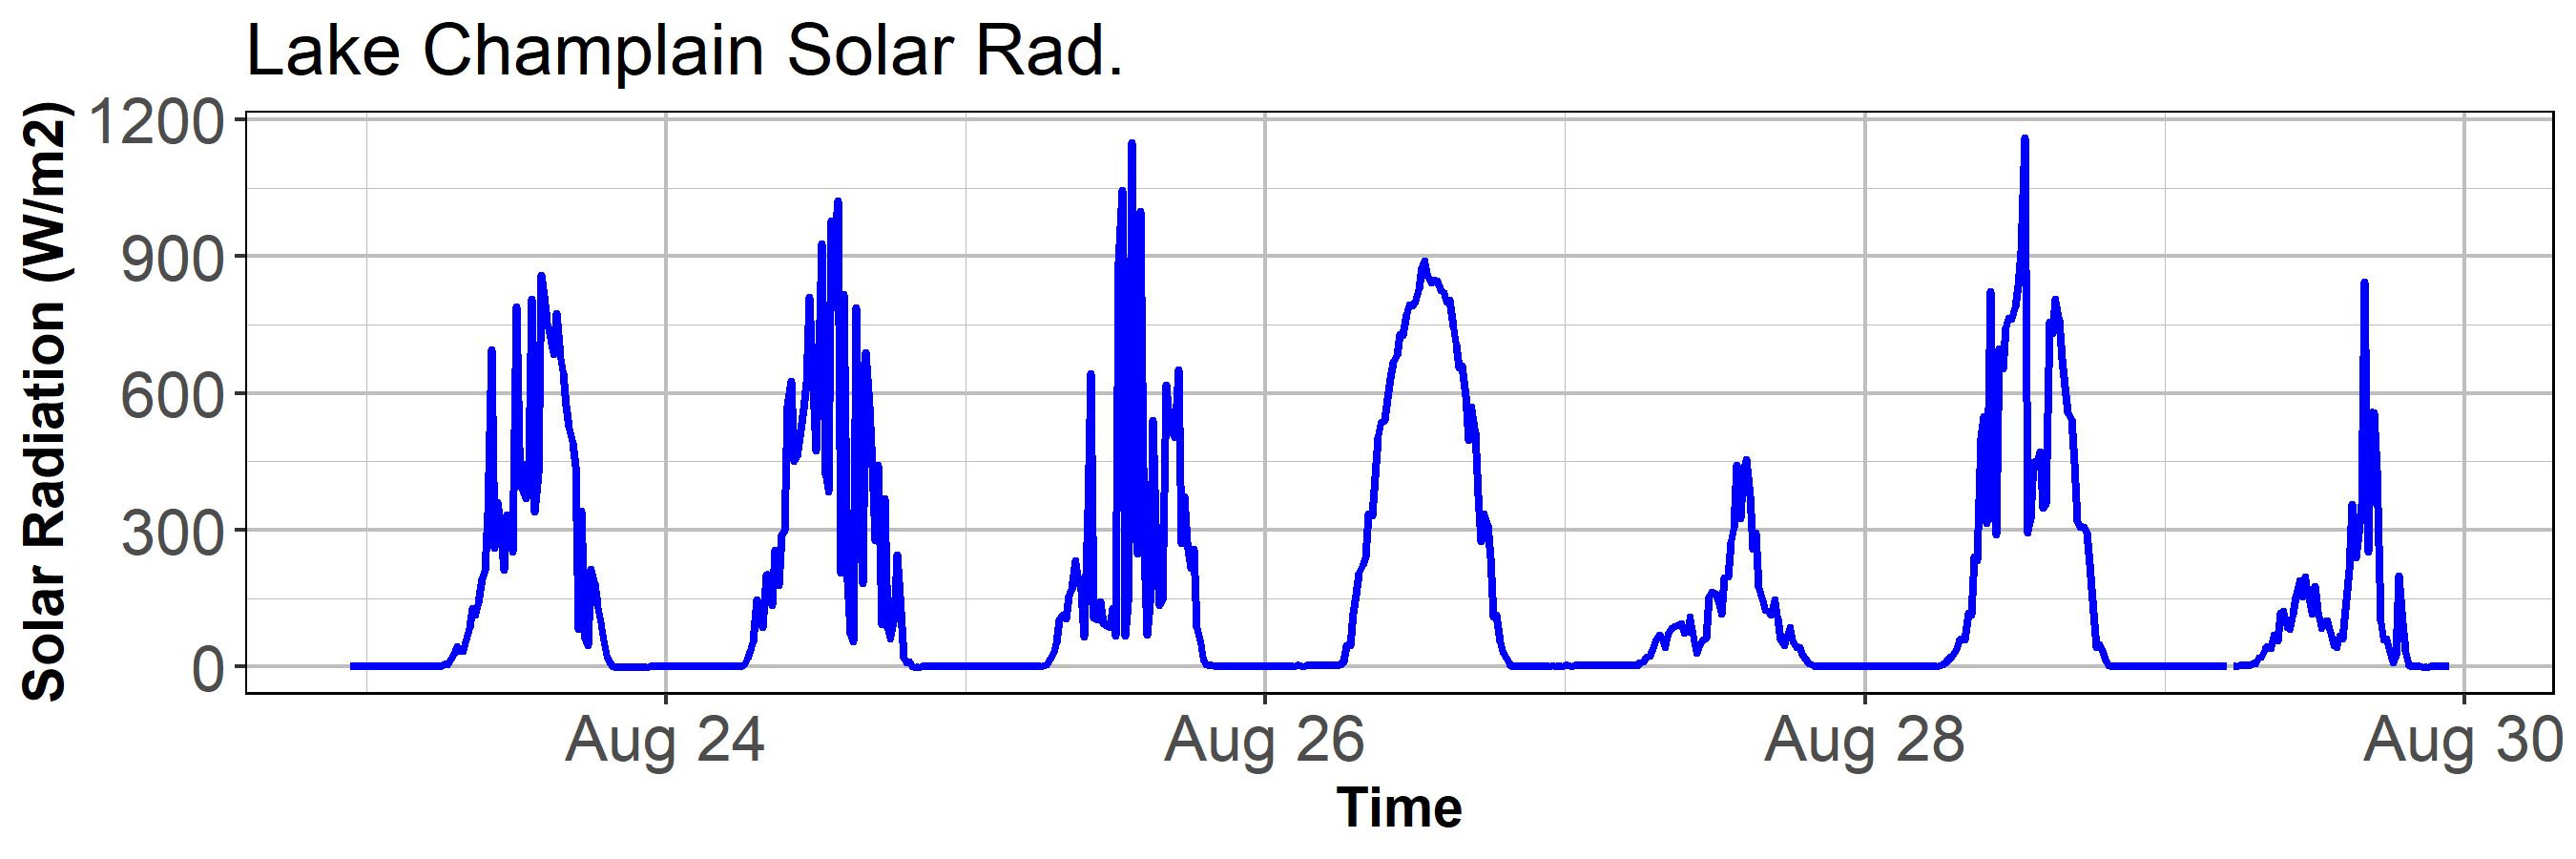 Lake Champlain Solar Rad.
Solar Radiation (W/m2)
1200
900
600
300
0
Aug 24 Aug 26 Aug 28 Aug 30
Time